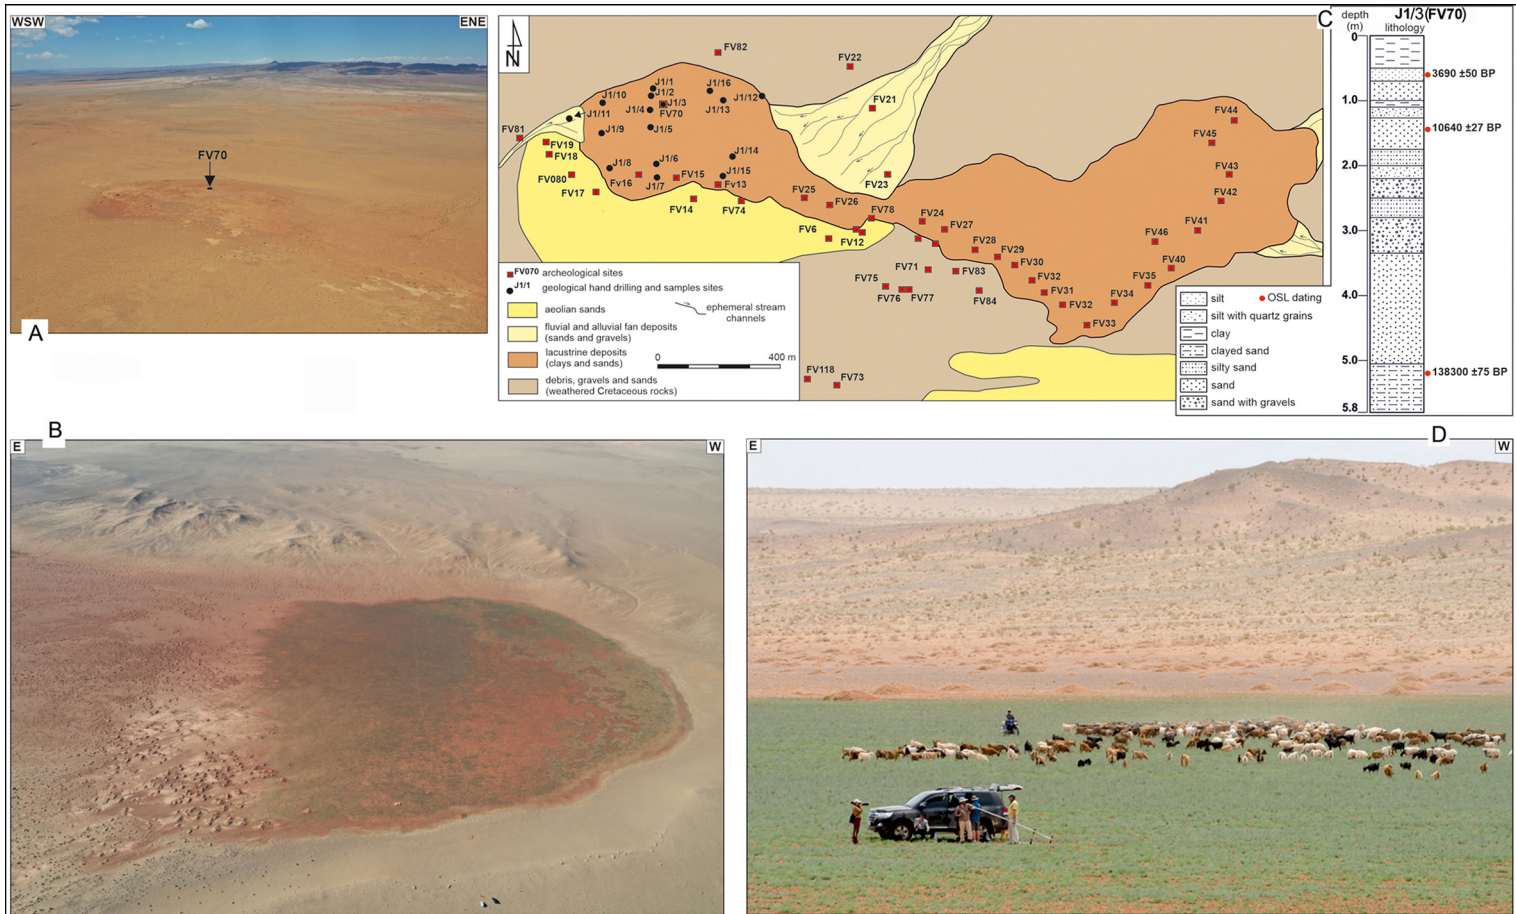 WSW
ENE
FV70
A
N
FV82
FV22
FV21
FV23
FV81
J1/10
J1/1
J1/2
J1/16
J1/12
J1/3
J1/4
FV70
J1/13
J1/11
J1/9
J1/5
FV19
FV18
J1/14
J1/8
J1/6
J1/15
FV080
Fv16
J1/7
FV15
Fv13
FV17
FV14
FV74
FV25
FV26
FV78
FV6
FV12
FV24
FV27
FV28
FV29
FV30
FV71
FV83
FV32
FV75
FV76
FV77
FV84
FV31
FV32
FV33
FV34
FV35
FV40
FV46
FV41
FV42
FV43
FV45
FV44
FV118
FV73
FV070 archeological sites
J1/1 geological hand drilling and samples sites
aeolian sands
ephemeral stream
channels
fluvial and alluvial fan deposits
(sands and gravels)
lacustrine deposits
(clays and sands)
0 400 m
debris, gravels and sands
(weathered Cretaceous rocks)
silt
OSL dating
silt with quartz grains
clay
clayed sand
silty sand
sand
sand with gravels
C
J1/3(FV70)
depth
(m)
lithology
0
3690 ±50 BP
1.0
10640 ±27 BP
2.0
3.0
4.0
5.0
138300 ±75 BP
5.8
B
E
W
D
E
W